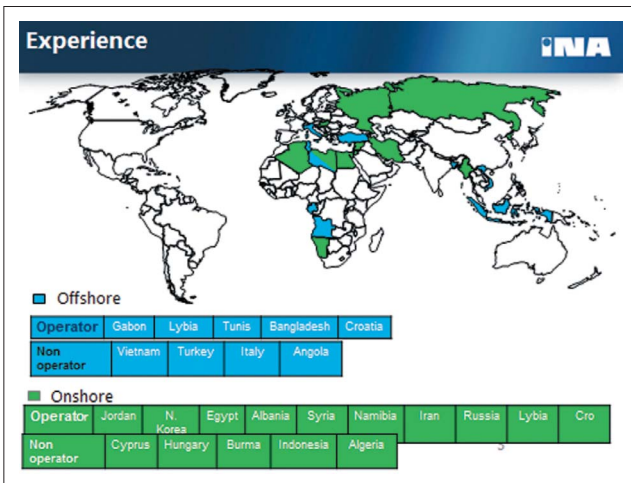 Experience
iNA
Offshore
Operator Gabon Lybia Tunis Bangladesh Croatia
Non operator Vietnam Turkey Italy Angola
Onshore
Operator Jordan N. Korea Egypt Albania Syria Namibia Iran Russia Lybia Cro
Non operator Cyprus Hungary Burma Indonesia Algeria